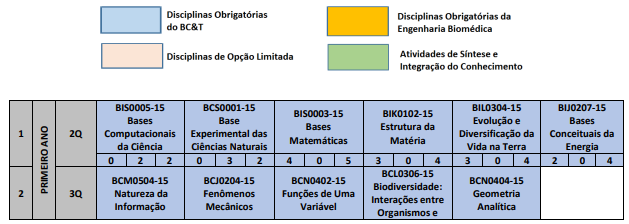 Disciplinas Obrigatórias
do BC&T
Disciplinas Obrigatórias da
Engenharia Biomédica
Disciplinas de Opção Limitada
Atividades de Síntese e
Integração do Conhecimento
1
PRIMEIRO ANO
2Q
BIS0005-15
Bases
Computacionais
da Ciência
0 2 2
BCS0001-15
Base
Experimental das
Ciências Naturais
0 3 2
BIS0003-15
Bases
Matemáticas
4 0 5
BIK0102-15
Estrutura da
Matéria
3 0 4
BIL0304-15
Evolução e
Diversificação da
Vida na Terra
3 0 4
BIJ0207-15
Bases
Conceituais da
Energia
2 0 4
2
3Q
BCM0504-15
Natureza da
Informação
BCJ0204-15
Fenômenos
Mecânicos
BCN0402-15
Funções de Uma
Variável
BCL0306-15
Biodiversidade:
Interações entre
Organismos e
BCN0404-15
Geometria
Analítica